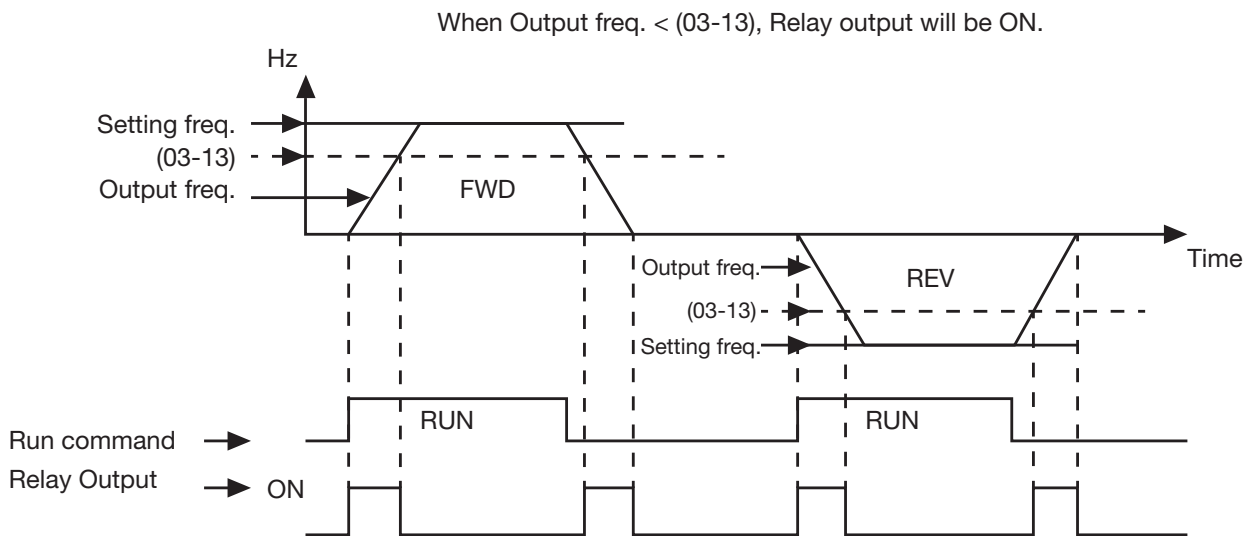 When Output freq. < (03-13), Relay output will be ON.
Hz
Setting freq.
(03-13)
Output freq.
FWD
Time
Output freq.
REV
(03-13)
Setting freq.
RUN
RUN
Run command
Relay Output
ON